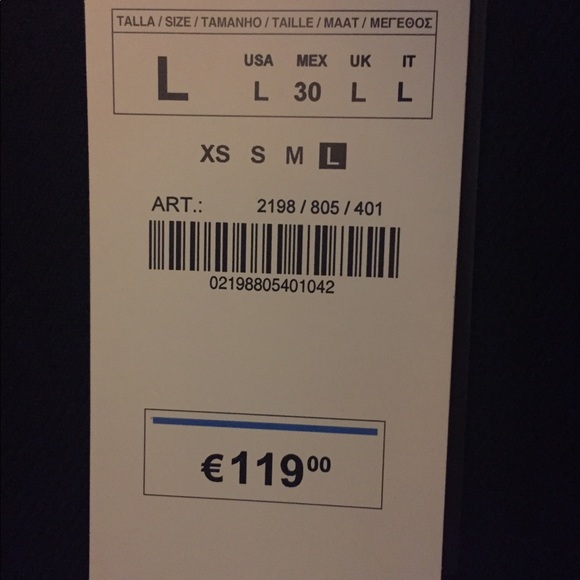 TALLA / SIZE / TAMANHO / TAILLE / MAAT / ΜΕΓΕΘΟΣ
USA MEX UK IT
L L 30 L L
XS S M L
ART.: 2198 / 805 / 401
02198805401042
€119⁰⁰